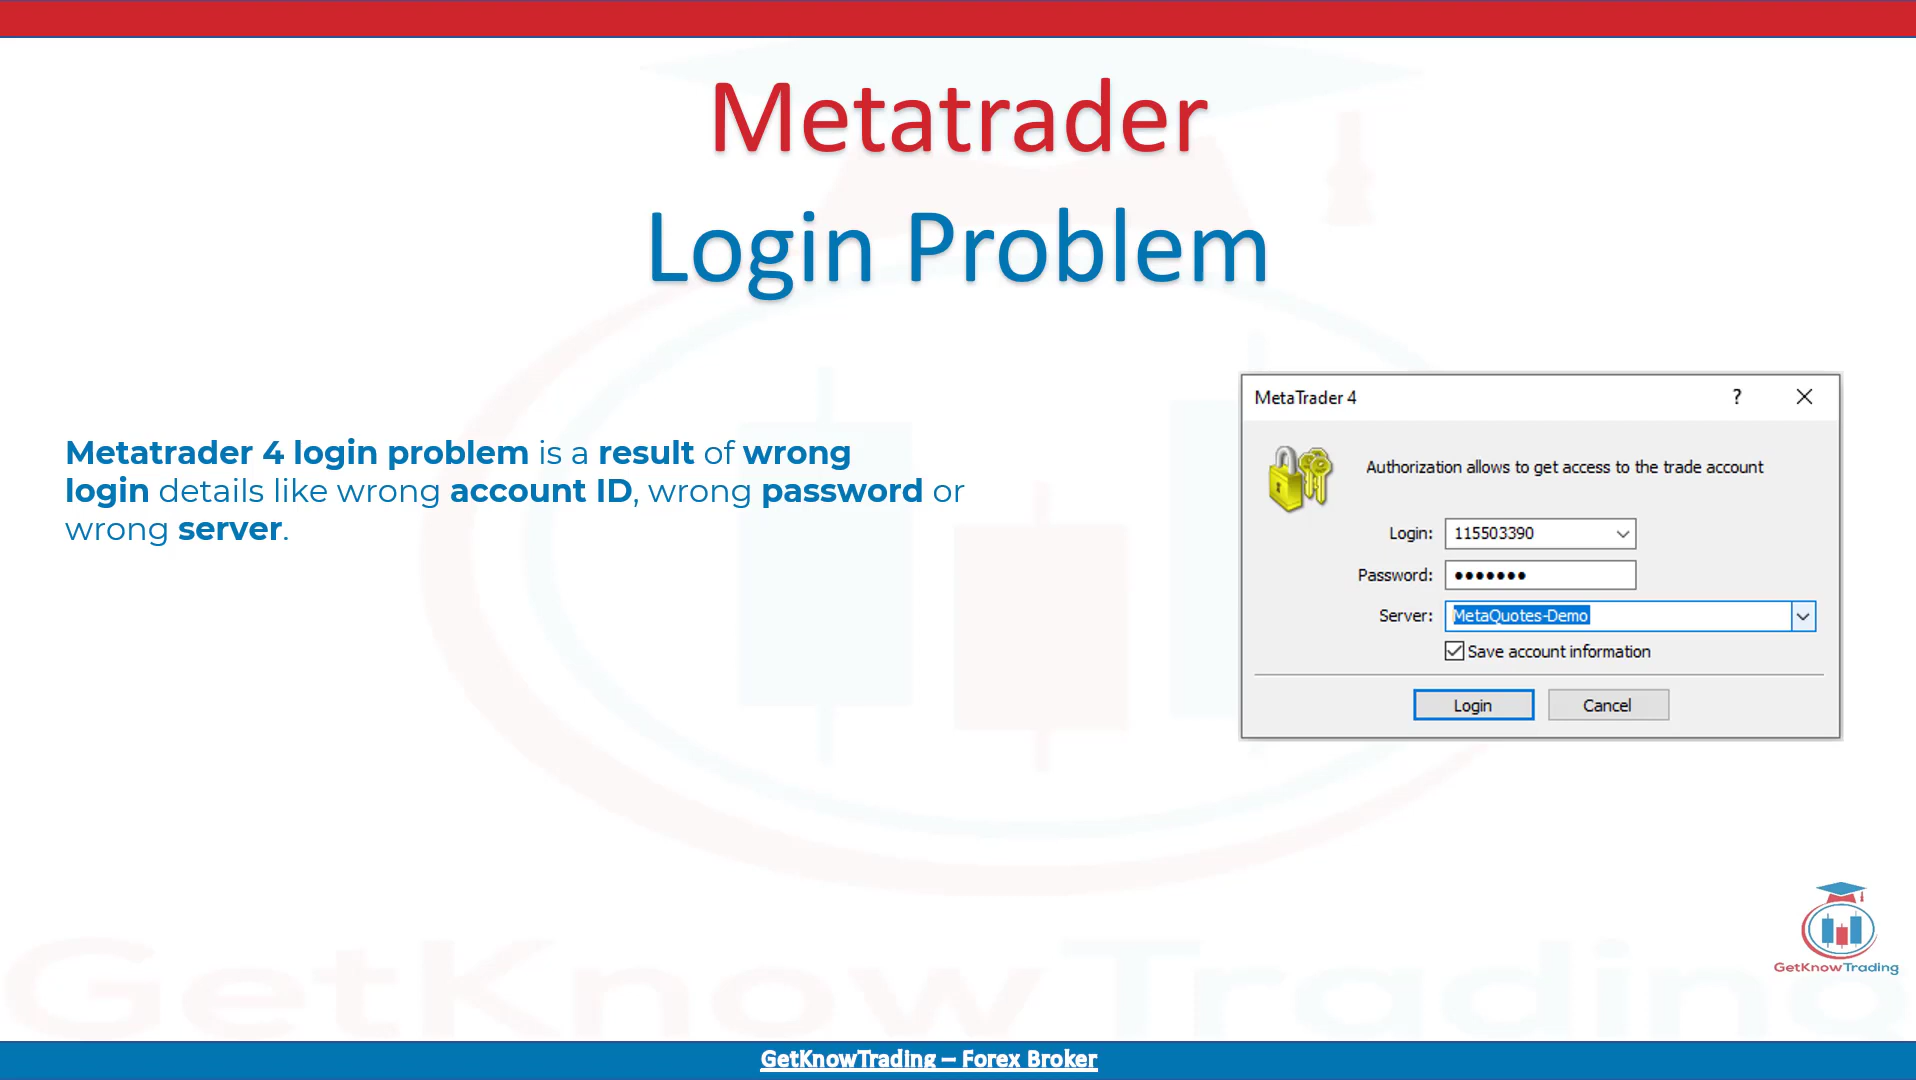 Metatrader
Login Problem
Metatrader 4 login problem is a result of wrong
login details like wrong account ID, wrong password or
wrong server.
MetaTrader 4
Authorization allows to get access to the trade account
Login: 115503390
Password: •••••••
Server: MetaQuotes-Demo
Save account information
Login Cancel
GetKnowTrading
GetKnow Trading
GetKnowTrading – Forex Broker